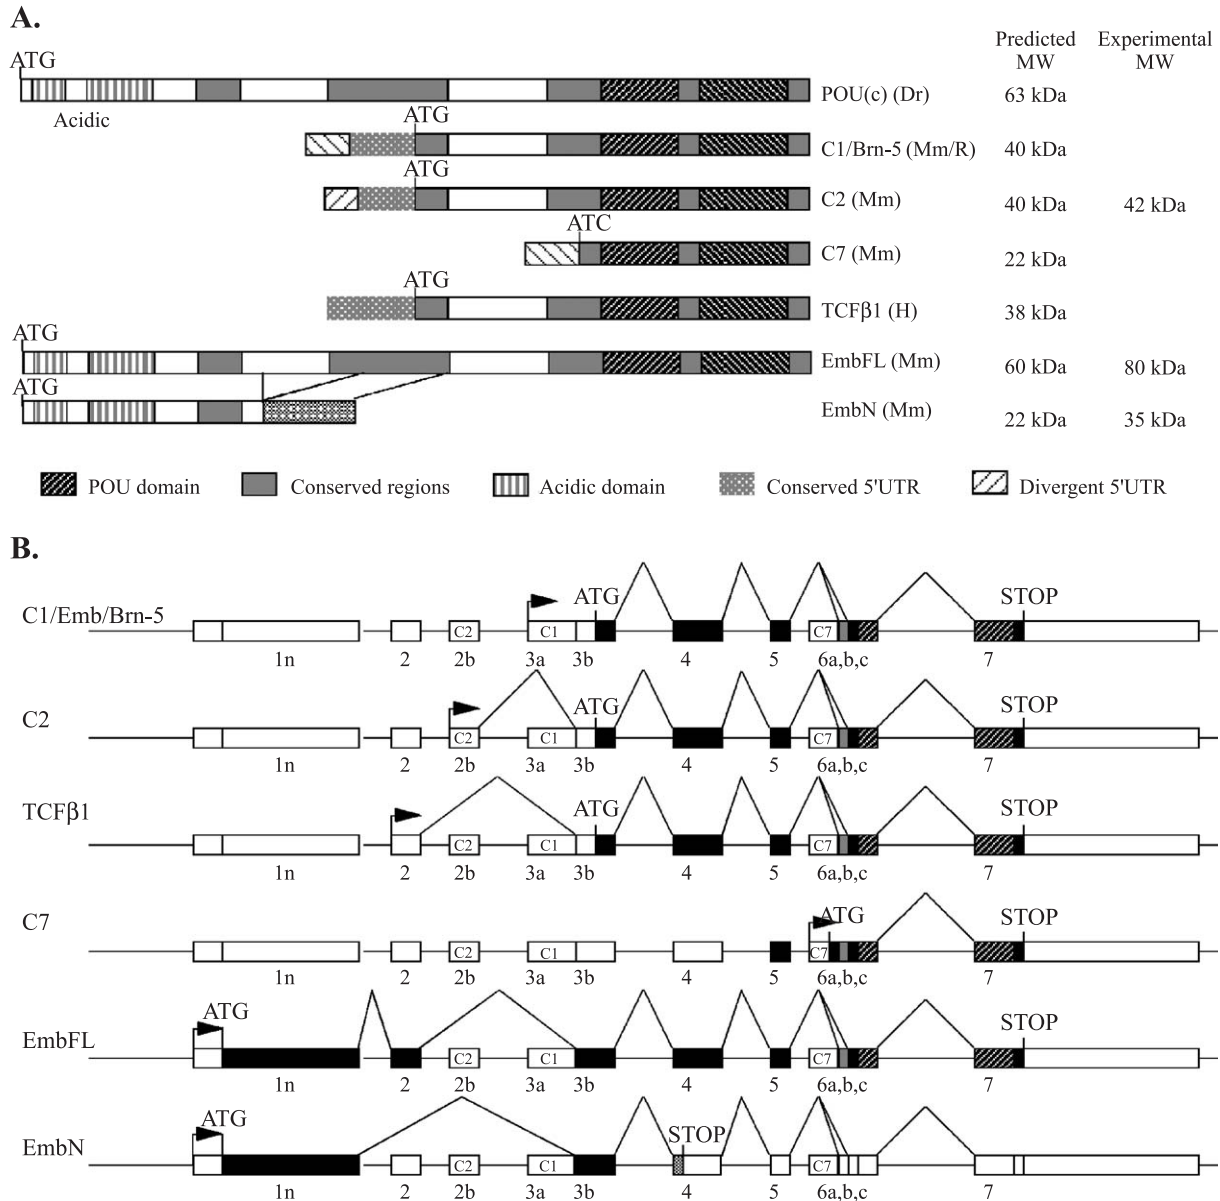 A.
Predicted MW Experimental MW
ATG
POU(c) (Dr) 63 kDa
Acidic
ATG
C1/Brn-5 (Mm/R) 40 kDa
ATG
C2 (Mm) 40 kDa 42 kDa
ATC
C7 (Mm) 22 kDa
ATG
TCFβ1 (H) 38 kDa
ATG
EmbFL (Mm) 60 kDa 80 kDa
ATG
EmbN (Mm) 22 kDa 35 kDa
POU domain Conserved regions Acidic domain Conserved 5'UTR Divergent 5'UTR
B.
C1/Emb/Brn-5 ATG STOP
C2 C1 C7
1n 2 2b 3a 3b 4 5 6a,b,c 7
C2 ATG STOP
C2 C1 C7
1n 2 2b 3a 3b 4 5 6a,b,c 7
TCFβ1 ATG STOP
C2 C1 C7
1n 2 2b 3a 3b 4 5 6a,b,c 7
C7 ATG STOP
C2 C1 C7
1n 2 2b 3a 3b 4 5 6a,b,c 7
EmbFL ATG STOP
C2 C1 C7
1n 2 2b 3a 3b 4 5 6a,b,c 7
EmbN ATG STOP
C2 C1 C7
1n 2 2b 3a 3b 4 5 6a,b,c 7